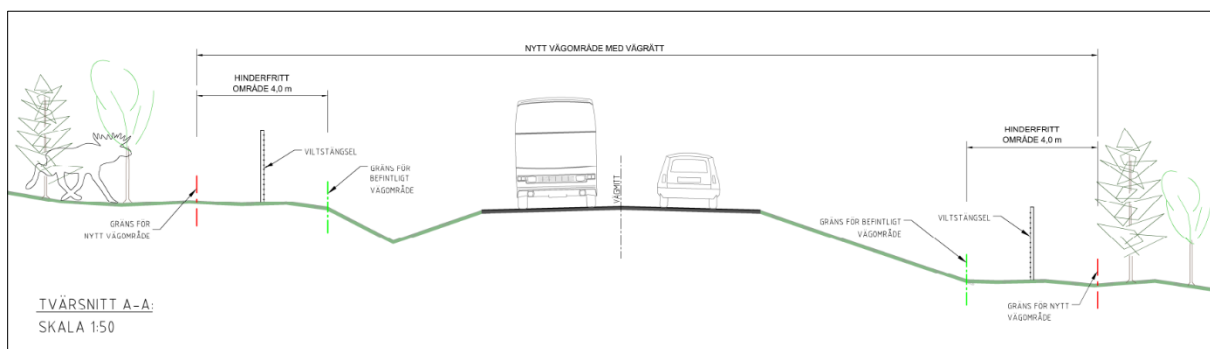 NYTT VÄGOMRÅDE MED VÄGRÄTT
HINDERFRITT
OMRÅDE 4,0 m
VILTSTÄNGSEL
GRÄNS FÖR
BEFINTLIGT
VÄGOMRÅDE
GRÄNS FÖR
NYTT VÄGOMRÅDE
VÄGMITT
HINDERFRITT
OMRÅDE 4,0 m
GRÄNS FÖR BEFINTLIGT
VÄGOMRÅDE
VILTSTÄNGSEL
GRÄNS FÖR NYTT
VÄGOMRÅDE
TVÄRSNITT A-A:
SKALA 1:50